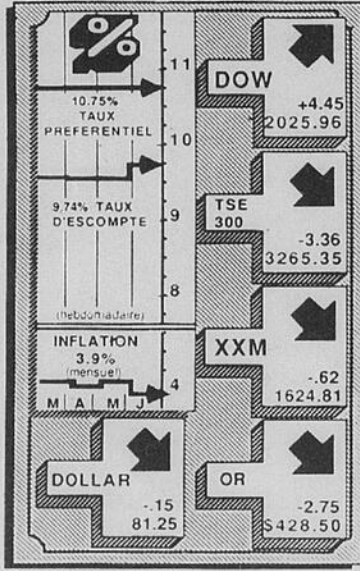 %
11
10.75%
TAUX
PREFERENTIEL
10
9,74% TAUX
D'ESCOMPTE
9
8
(hebdomadaire)
INFLATION
3.9%
(mensuel)
4
M A M J
DOW
+4.45
2025.96
TSE
300
-3.36
3265.35
XXM
-.62
1624.81
DOLLAR
-.15
81.25
OR
-2.75
$428.50